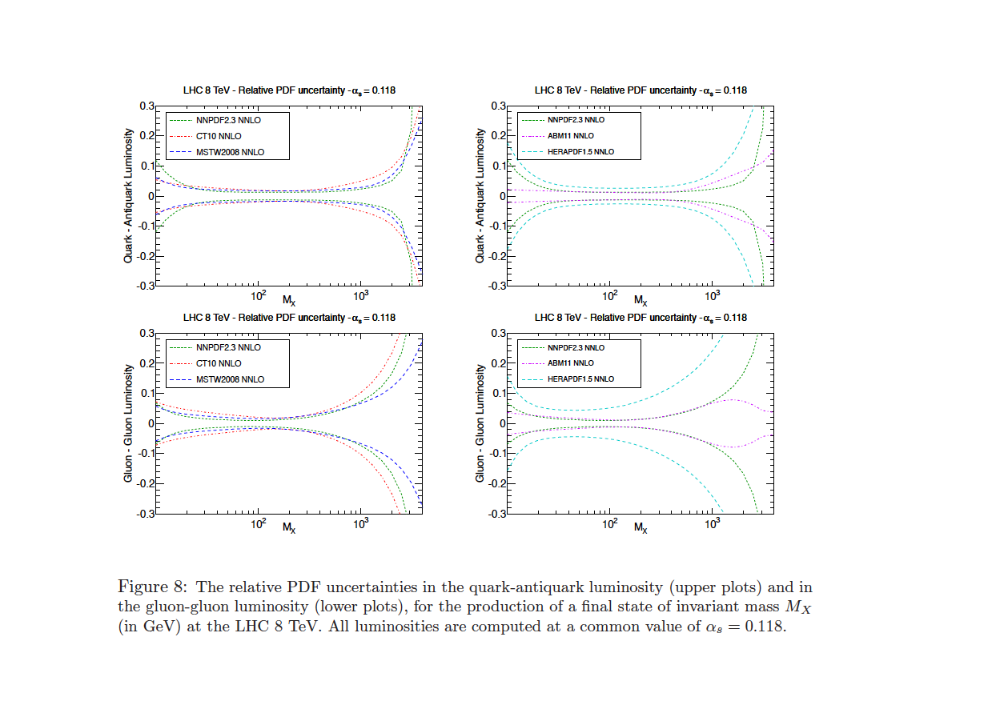 LHC 8 TeV - Relative PDF uncertainty - αs = 0.118
Quark - Antiquark Luminosity
0.3
0.2
0.1
0
-0.1
-0.2
-0.3
NNPDF2.3 NNLO
CT10 NNLO
MSTW2008 NNLO
10²
10³
MX
LHC 8 TeV - Relative PDF uncertainty - αs = 0.118
Quark - Antiquark Luminosity
0.3
0.2
0.1
0
-0.1
-0.2
-0.3
NNPDF2.3 NNLO
ABM11 NNLO
HERAPDF1.5 NNLO
10²
10³
MX
LHC 8 TeV - Relative PDF uncertainty - αs = 0.118
Gluon - Gluon Luminosity
0.3
0.2
0.1
0
-0.1
-0.2
-0.3
NNPDF2.3 NNLO
CT10 NNLO
MSTW2008 NNLO
10²
10³
MX
LHC 8 TeV - Relative PDF uncertainty - αs = 0.118
Gluon - Gluon Luminosity
0.3
0.2
0.1
0
-0.1
-0.2
-0.3
NNPDF2.3 NNLO
ABM11 NNLO
HERAPDF1.5 NNLO
10²
10³
MX
Figure 8: The relative PDF uncertainties in the quark-antiquark luminosity (upper plots) and in
the gluon-gluon luminosity (lower plots), for the production of a final state of invariant mass MX
(in GeV) at the LHC 8 TeV. All luminosities are computed at a common value of αs = 0.118.